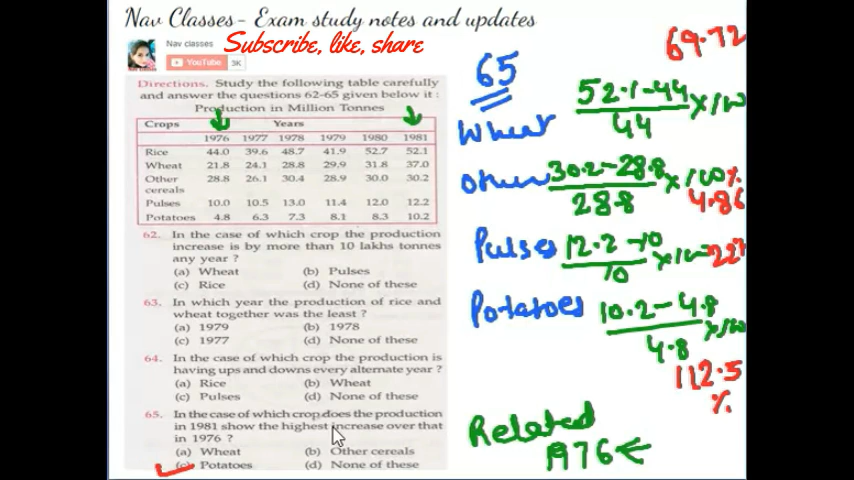 Nav Classes- Exam study notes and updates
Nav classes
Subscribe, like, share
YouTube 3K
Directions. Study the following table carefully
and answer the questions 62-65 given below it :
Production in Million Tonnes
Crops Years
1976 1977 1978 1979 1980 1981
Rice 44.0 39.6 48.7 41.9 52.7 52.1
Wheat 21.8 24.1 28.8 29.9 31.8 37.0
Other 28.8 26.1 30.4 28.9 30.0 30.2
cereals
Pulses 10.0 10.5 13.0 11.4 12.0 12.2
Potatoes 4.8 6.3 7.3 8.1 8.3 10.2
62. In the case of which crop the production
increase is by more than 10 lakhs tonnes
any year ?
(a) Wheat (b) Pulses
(c) Rice (d) None of these
63. In which year the production of rice and
wheat together was the least ?
(a) 1979 (b) 1978
(c) 1977 (d) None of these
64. In the case of which crop the production is
having ups and downs every alternate year ?
(a) Rice (b) Wheat
(c) Pulses (d) None of these
65. In the case of which crop does the production
in 1981 show the highest increase over that
in 1976 ?
(a) Wheat (b) Other cereals
(c) Potatoes (d) None of these
69.72
65
52.1-44
44
x100
Wheat
Other 30.2-28.8
28.8
x100%
4.86
Pulses 12.2-10
10
x100= 22%
Potatoes 10.2-4.8
4.8
x100
112.5
%
Related
1976